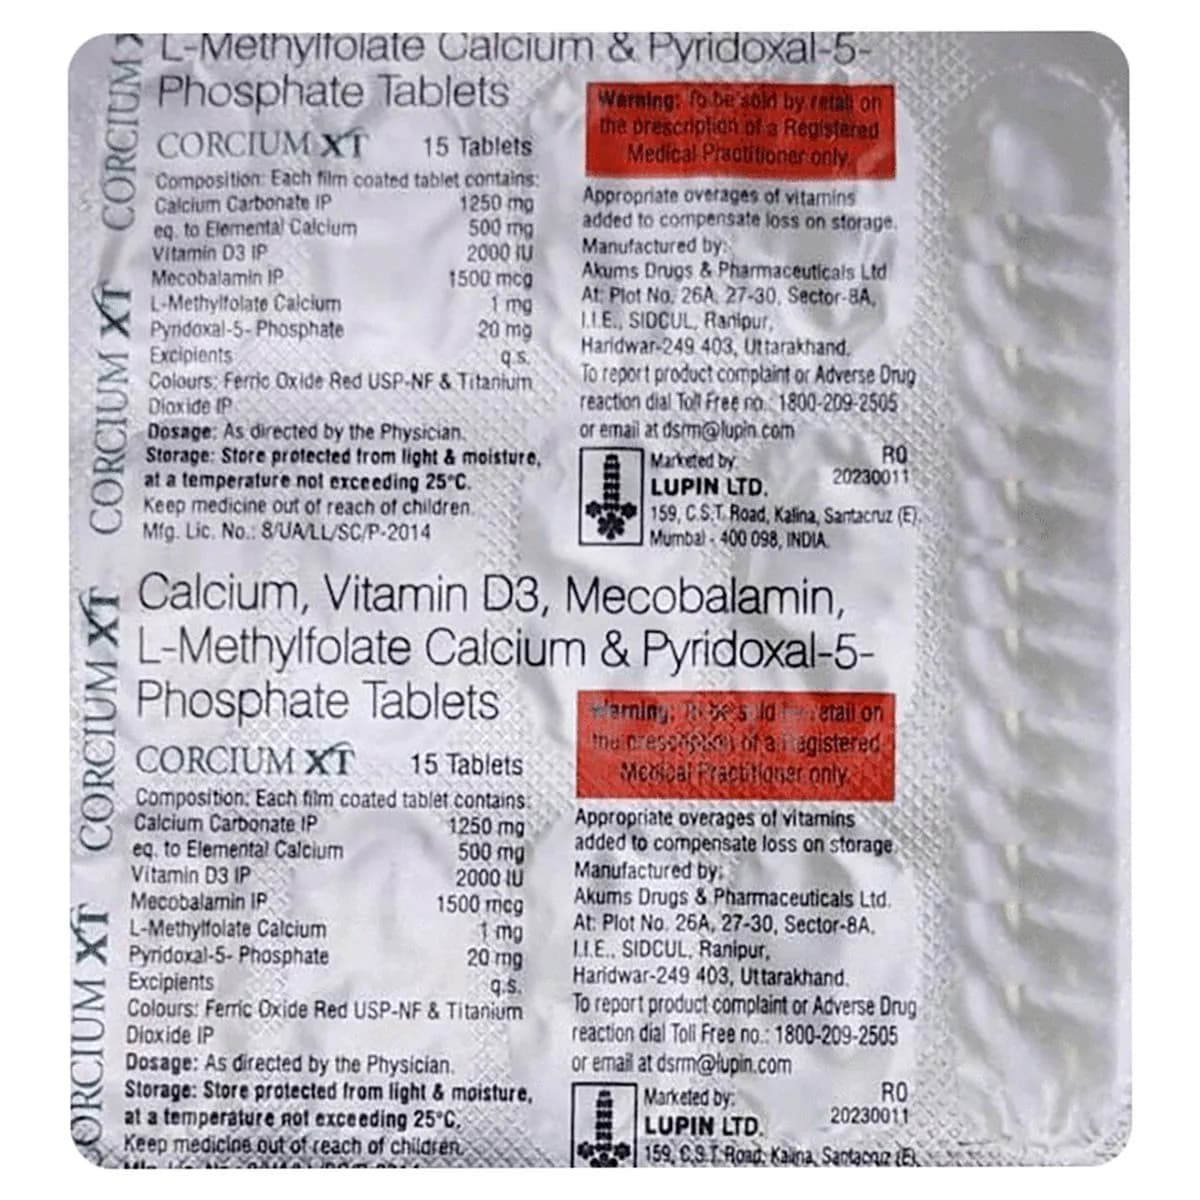 L-Methylfolate Calcium & Pyridoxal-5-
Phosphate Tablets
CORCIUM XT 15 Tablets
Composition: Each film coated tablet contains:
Calcium Carbonate IP 1250 mg
eq. to Elemental Calcium 500 mg
Vitamin D3 IP 2000 IU
Mecobalamin IP 1500 mcg
L-Methylfolate Calcium 1 mg
Pyridoxal-5- Phosphate 20 mg
Excipients q.s.
Colours: Ferric Oxide Red USP-NF & Titanium
Dioxide IP
Dosage: As directed by the Physician.
Storage: Store protected from light & moisture,
at a temperature not exceeding 25°C.
Keep medicine out of reach of children.
Mfg. Lic. No.: 8/UA/LL/SC/P-2014
Warning: To be sold by retail on
the prescription of a Registered
Medical Practitioner only.
Appropriate overages of vitamins
added to compensate loss on storage.
Manufactured by:
Akums Drugs & Pharmaceuticals Ltd
At: Plot No. 26A, 27-30, Sector-8A,
I.I.E., SIDCUL, Ranipur,
Haridwar-249 403, Uttarakhand.
To report product complaint or Adverse Drug
reaction dial Toll Free no.: 1800-209-2505
or email at dsrm@lupin.com
Marketed by:
LUPIN LTD.
159, C.S.T. Road, Kalina, Santacruz (E),
Mumbai - 400 098, INDIA.
RO
20230011
Calcium, Vitamin D3, Mecobalamin,
L-Methylfolate Calcium & Pyridoxal-5-
Phosphate Tablets
CORCIUM XT 15 Tablets
Composition: Each film coated tablet contains:
Calcium Carbonate IP 1250 mg
eq. to Elemental Calcium 500 mg
Vitamin D3 IP 2000 IU
Mecobalamin IP 1500 mcg
L-Methylfolate Calcium 1 mg
Pyridoxal-5- Phosphate 20 mg
Excipients q.s.
Colours: Ferric Oxide Red USP-NF & Titanium
Dioxide IP
Dosage: As directed by the Physician.
Storage: Store protected from light & moisture,
at a temperature not exceeding 25°C.
Keep medicine out of reach of children.
Warning: To be sold by retail on
the prescription of a Registered
Medical Practitioner only.
Appropriate overages of vitamins
added to compensate loss on storage.
Manufactured by:
Akums Drugs & Pharmaceuticals Ltd.
At: Plot No. 26A, 27-30, Sector-8A,
I.I.E., SIDCUL, Ranipur,
Haridwar-249 403, Uttarakhand.
To report product complaint or Adverse Drug
reaction dial Toll Free no.: 1800-209-2505
or email at dsrm@lupin.com
Marketed by:
LUPIN LTD.
159, C.S.T. Road, Kalina, Santacruz (E),
RO
20230011
CORCIUM
CORCIUM XT
CORCIUM XT
ORCIUM XT